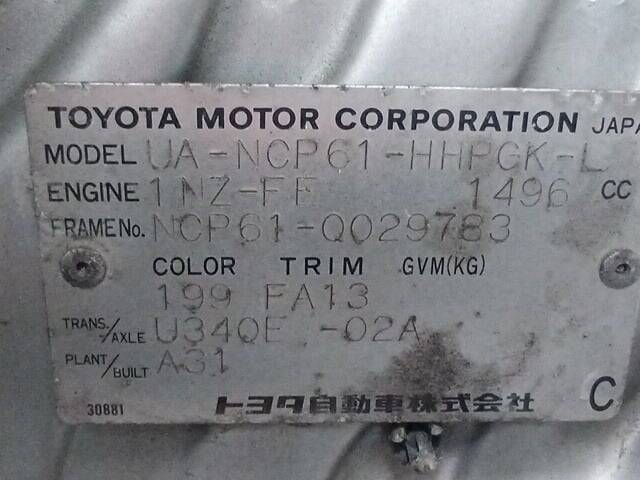 TOYOTA MOTOR CORPORATION JAPA
MODEL UA-NCP61-HHPGK-L
ENGINE 1NZ-FE 1496 CC
FRAME No. NCP61-0029783
COLOR TRIM GVM(KG)
199 FA13
TRANS./AXLE U340E -02A
PLANT/BUILT A31
30881 トヨタ自動車株式会社 C